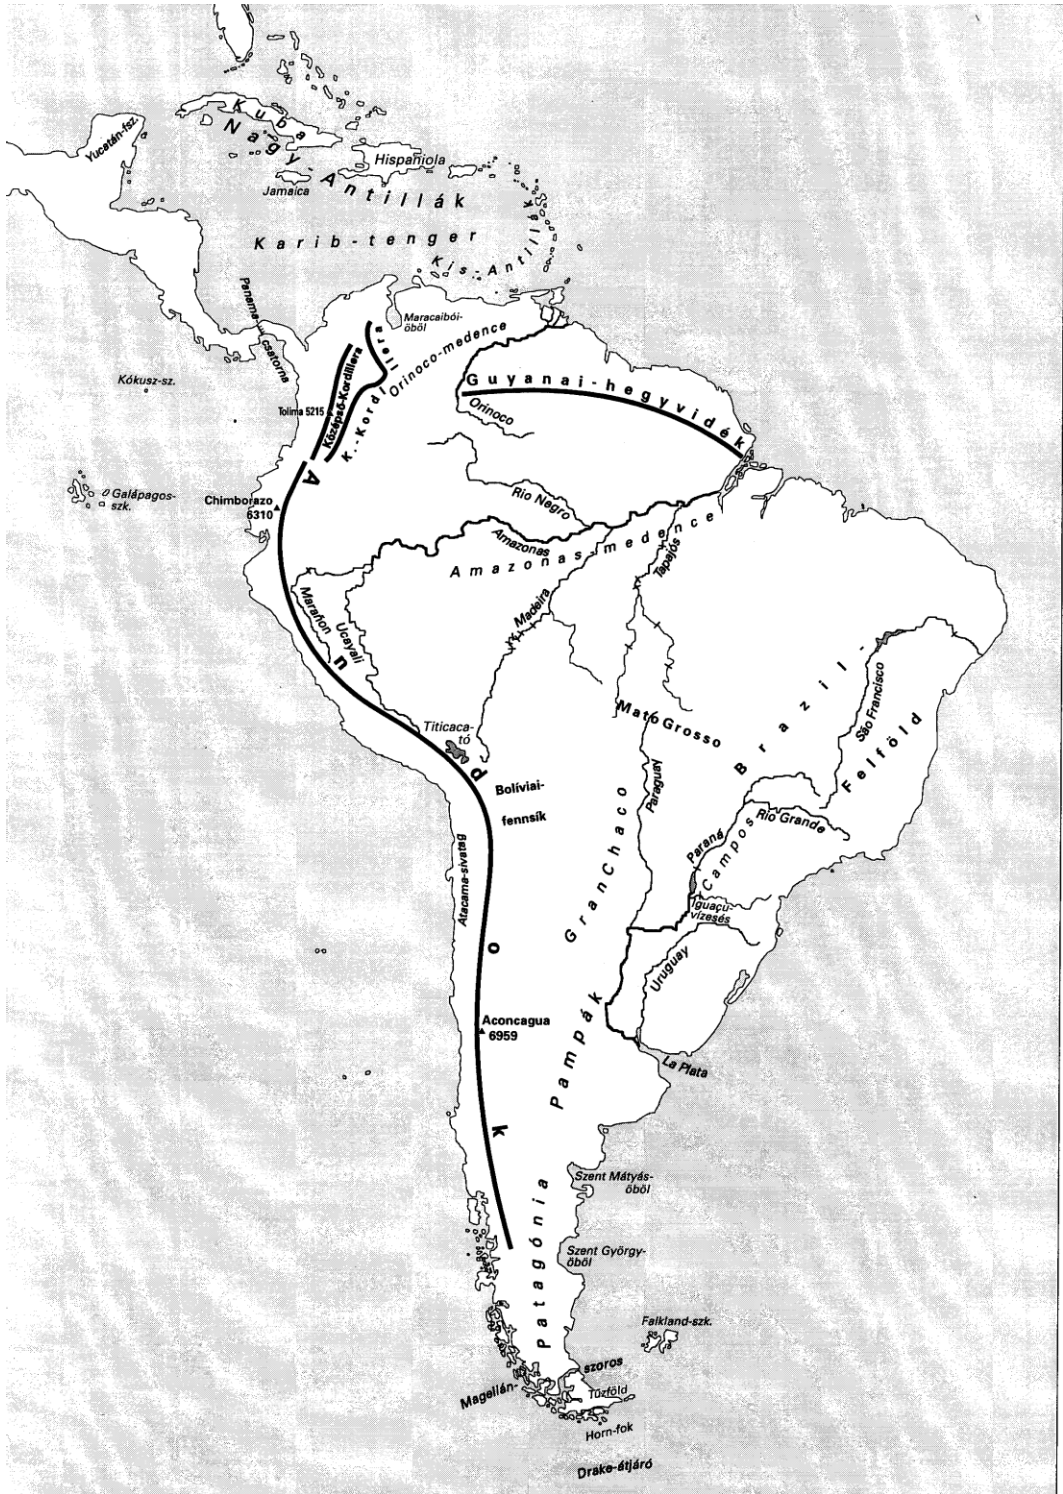 Kuba
Yucatán-fsz.
Nagy-Antillák
Hispaniola
Jamaica
Karib-tenger
Kis-Antillák
Panama-csatorna
Maracaibói-
öböl
Orinoco-medence
Kókusz-sz.
Guyanai-hegyvidék
Középső-Kordillera
K.-Kordillera
Tolima 5215
Orinoco
Galápagos-
szk.
Chimborazo
6310
Rio Negro
Amazonas
Amazonas-medence
Tapajós
Madeira
Marañon
Ucayali
Andok
Titicaca-
tó
Mato Grosso
São Francisco
Brazil-
Felföld
Bolíviai-
fennsík
Paraguay
Atacama-sivatag
Gran Chaco
Paraná
Campos
Rio Grande
Iguaçu-
vízesés
Uruguay
Aconcagua
6959
Pampák
La Plata
Szent Mátyás-
öböl
Patagónia
Szent György-
öböl
Falkland-szk.
Magellán-
szoros
Tűzföld
Horn-fok
Drake-átjáró